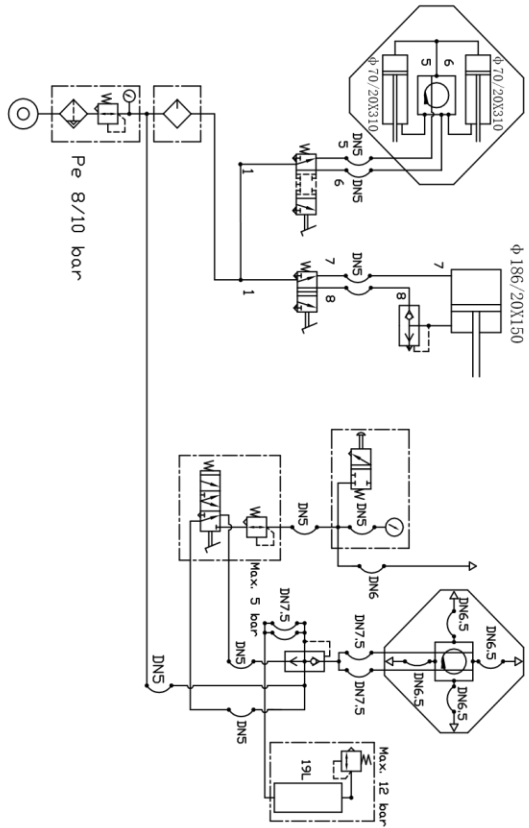 φ70/20X310
φ70/20X310
5
6
DN5
5
DN5
6
1
Pe 8/10 bar
φ186/20X150
7
8
DN5
7
8
1
DN5
DN5
DN6
Max. 5 bar
DN7.5
DN5
DN5
DN5
DN7.5
DN7.5
DN6.5
DN6.5
DN6.5
DN6.5
19L
Max. 12 bar